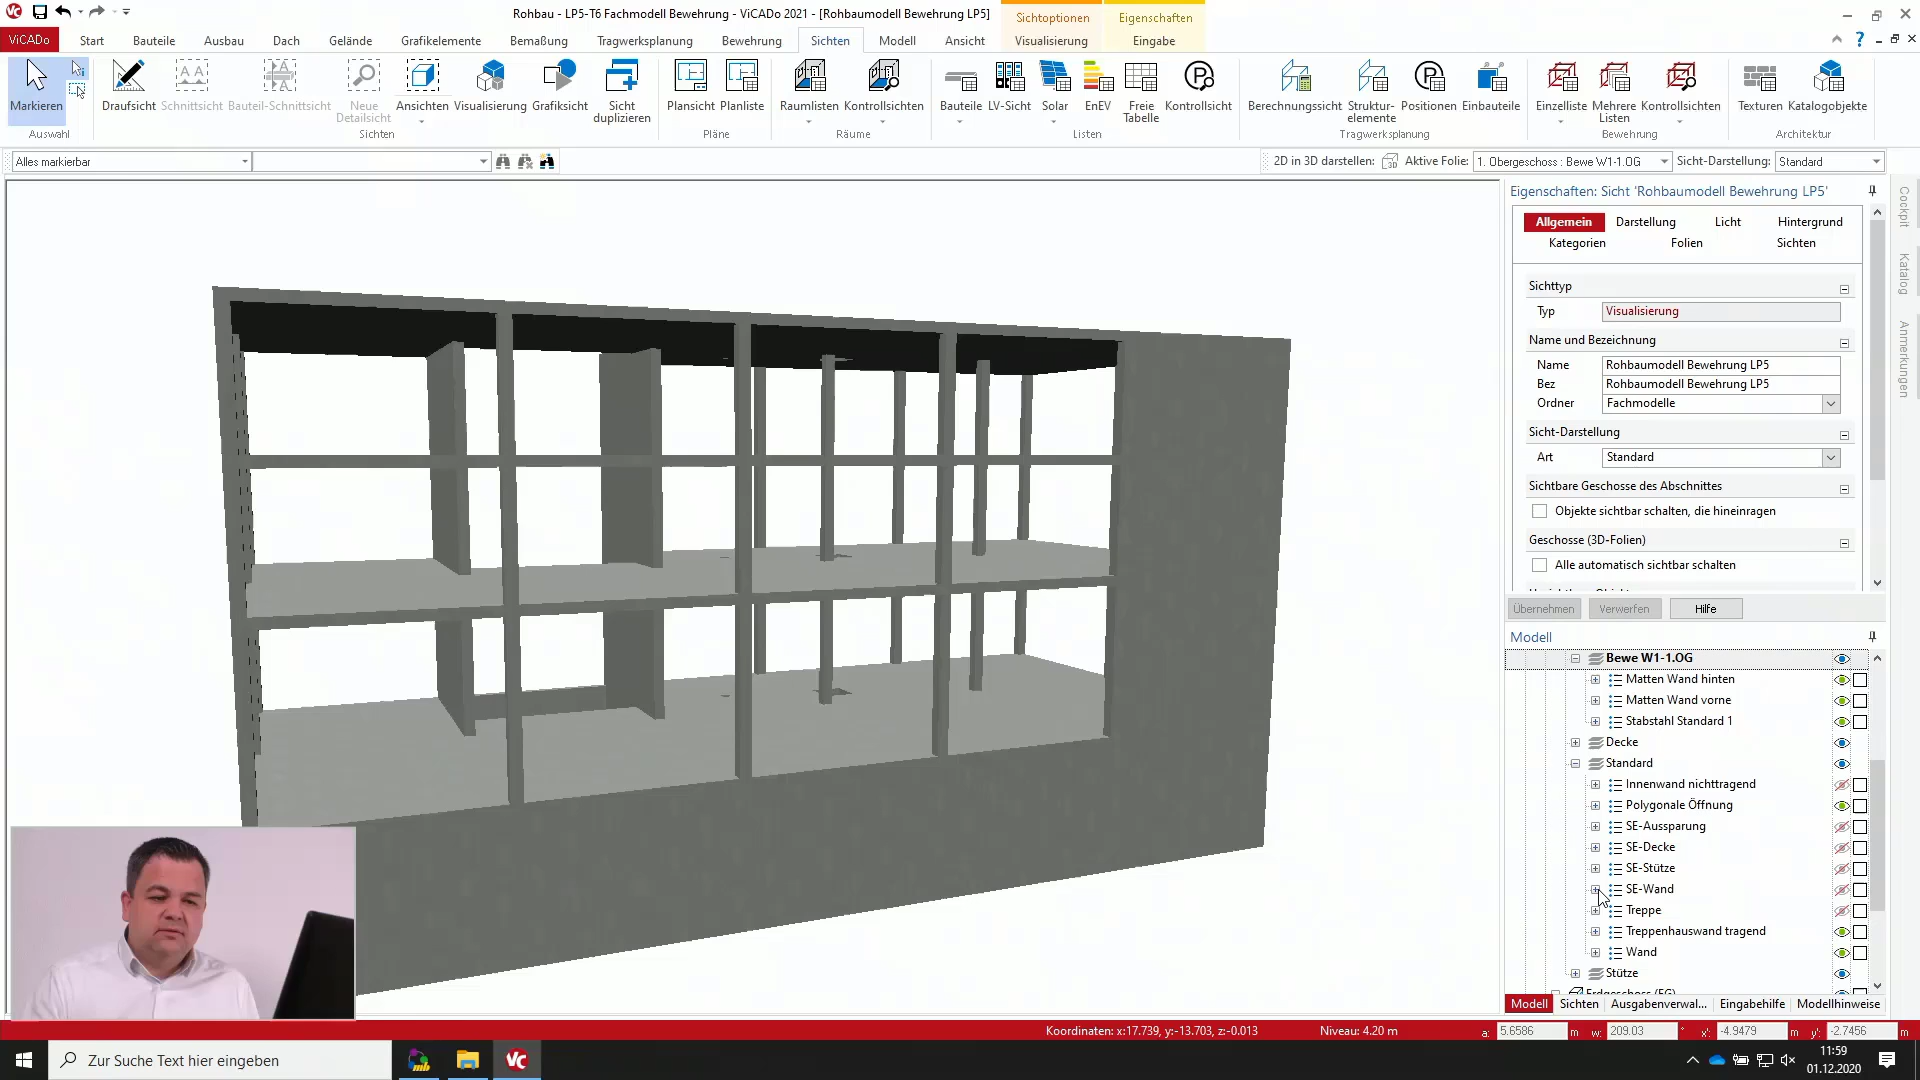 Rohbau - LP5-T6 Fachmodell Bewehrung - ViCADo 2021 - [Rohbaumodell Bewehrung LP5]
Sichtoptionen
Eigenschaften
ViCADo
Start
Bauteile
Ausbau
Dach
Gelände
Grafikelemente
Bemaßung
Tragwerksplanung
Bewehrung
Sichten
Modell
Ansicht
Visualisierung
Eingabe
Markieren
Draufsicht
Schnittsicht
Bauteil-Schnittsicht
Neue
Detailsicht
Ansichten
Visualisierung
Grafiksicht
Sicht
duplizieren
Plansicht
Planliste
Raumlisten
Kontrollsichten
Bauteile
LV-Sicht
Solar
EnEV
Freie
Tabelle
Kontrollsicht
Berechnungssicht
Struktur-
elemente
Positionen
Einbauteile
Einzelliste
Mehrere
Listen
Kontrollsichten
Texturen
Katalogobjekte
Auswahl
Sichten
Pläne
Räume
Listen
Tragwerksplanung
Bewehrung
Architektur
Alles markierbar
2D in 3D darstellen:
Aktive Folie:
1. Obergeschoss : Bewe W1-1.OG
Sicht-Darstellung:
Standard
Eigenschaften: Sicht 'Rohbaumodell Bewehrung LP5'
Allgemein
Darstellung
Licht
Hintergrund
Kategorien
Folien
Sichten
Sichttyp
Typ
Visualisierung
Name und Bezeichnung
Name
Rohbaumodell Bewehrung LP5
Bez
Rohbaumodell Bewehrung LP5
Ordner
Fachmodelle
Sicht-Darstellung
Art
Standard
Sichtbare Geschosse des Abschnittes
Objekte sichtbar schalten, die hineinragen
Geschosse (3D-Folien)
Alle automatisch sichtbar schalten
Übernehmen
Verwerfen
Hilfe
Cockpit
Katalog
Anmerkungen
Modell
Bewe W1-1.OG
Matten Wand hinten
Matten Wand vorne
Stabstahl Standard 1
Decke
Standard
Innenwand nichttragend
Polygonale Öffnung
SE-Aussparung
SE-Decke
SE-Stütze
SE-Wand
Treppe
Treppenhauswand tragend
Wand
Stütze
Erdgeschoss (EG)
Modell
Sichten
Ausgabenverwal...
Eingabehilfe
Modellhinweise
Koordinaten: x:17.739, y:-13.703, z:-0.013
Niveau: 4.20 m
a: 5.6586 m
w: 209.03 °
x': -4.9479 m
y': -2.7456 m
Zur Suche Text hier eingeben
11:59
01.12.2020